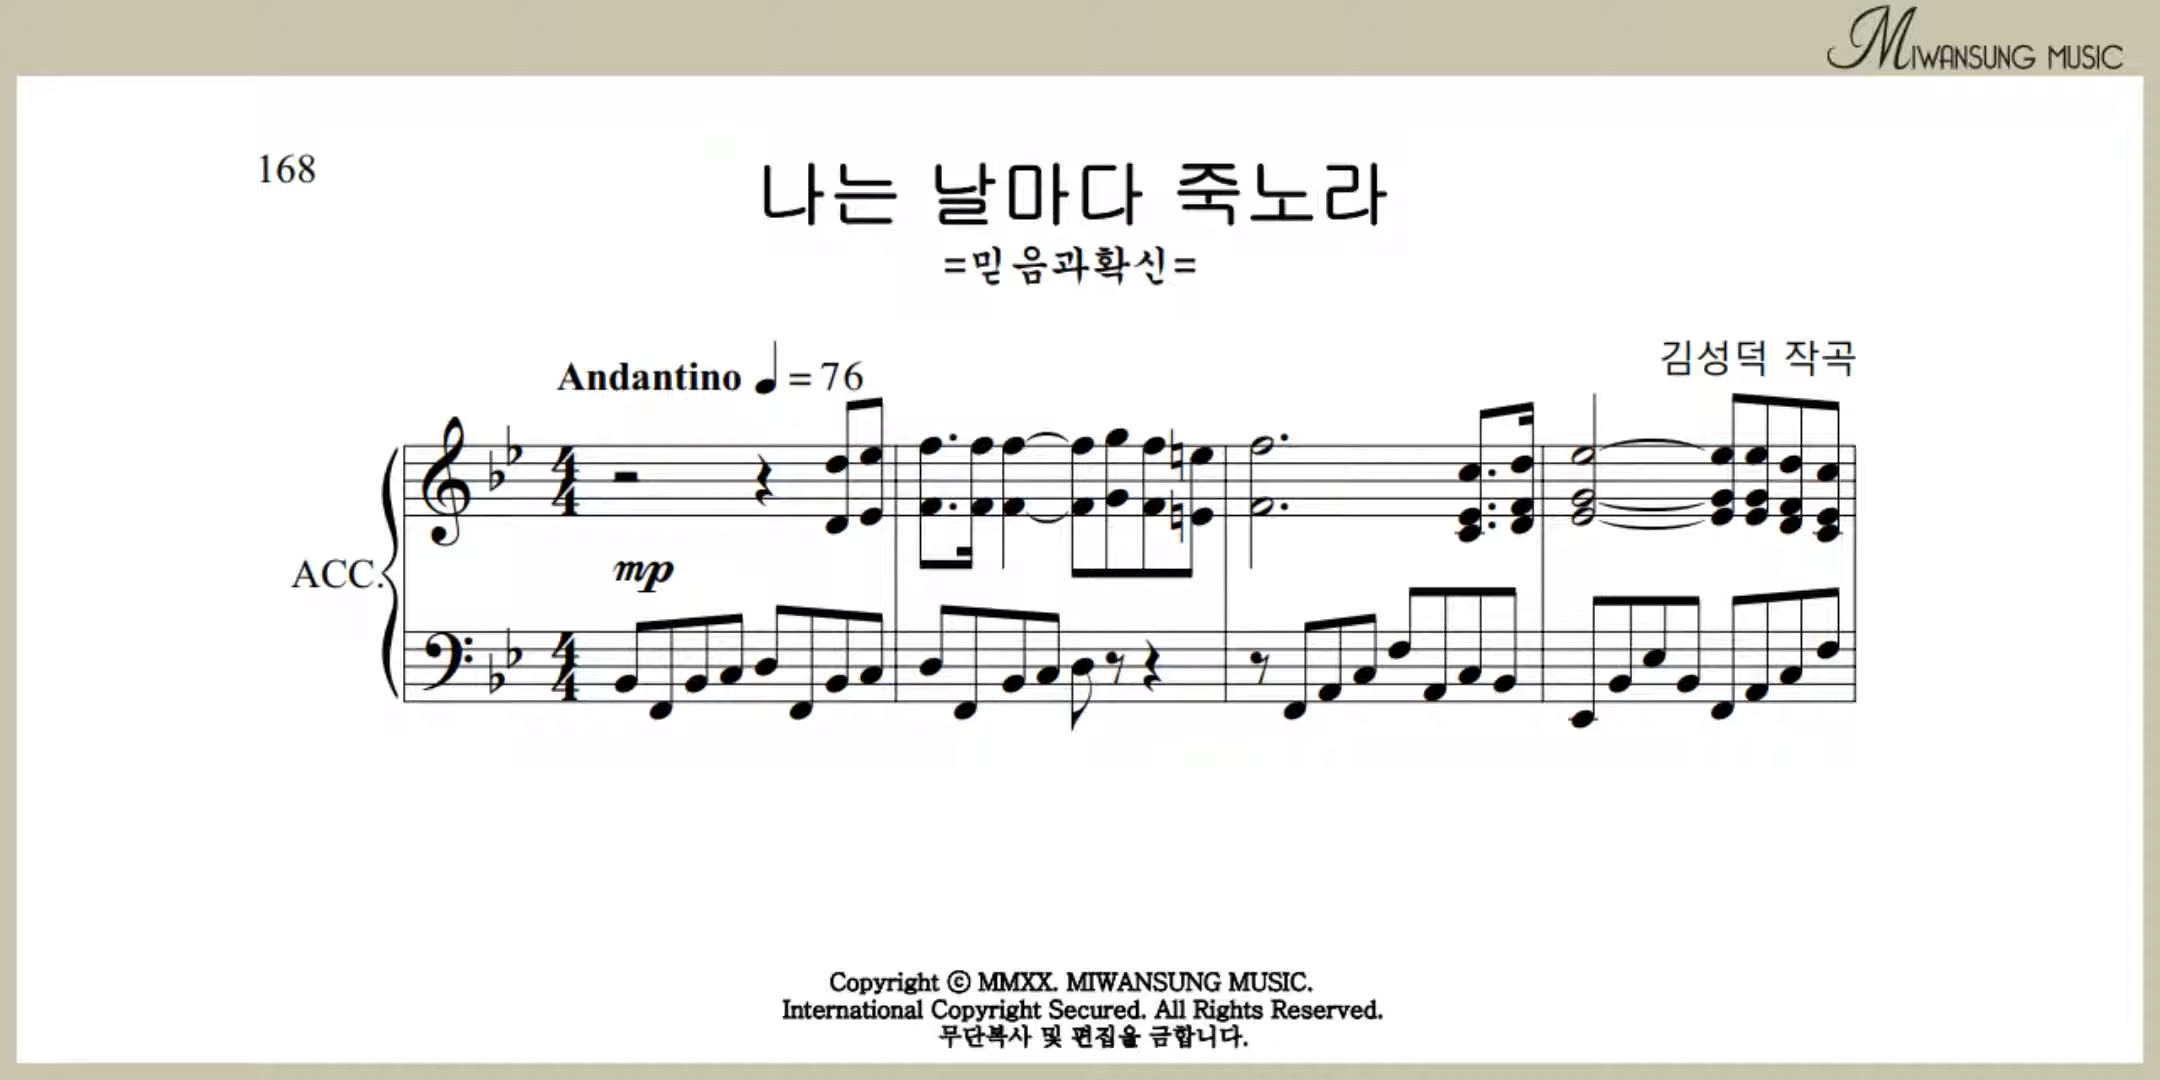 MIWANSUNG MUSIC
168
나는 날마다 죽노라
=믿음과확신=
Andantino ♩ = 76
김성덕 작곡
ACC.
mp
Copyright ⓒ MMXX. MIWANSUNG MUSIC.
International Copyright Secured. All Rights Reserved.
무단복사 및 편집을 금합니다.